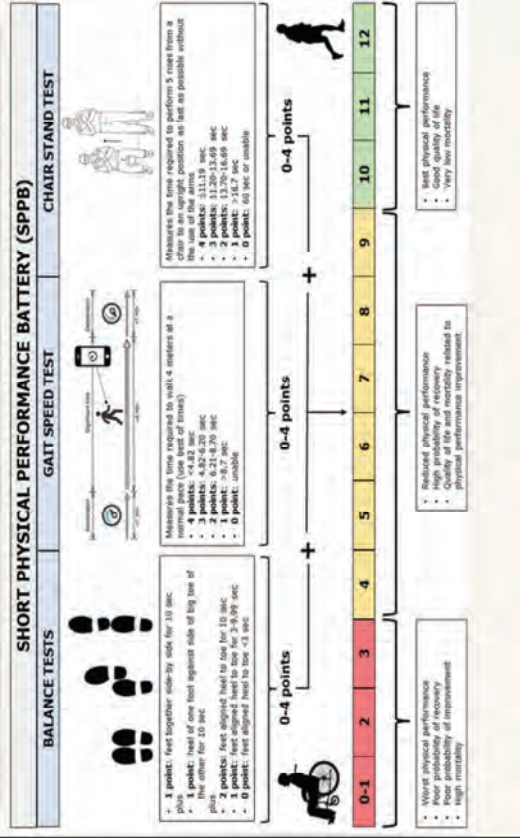 SHORT PHYSICAL PERFORMANCE BATTERY (SPPB)
BALANCE TESTS
• 1 point: feet together side-by side for 10 sec
plus
• 1 point: heel of one foot against side of big toe of
the other for 10 sec
plus
• 2 points: feet aligned heel to toe for 10 sec
• 1 point: feet aligned heel to toe for 3-9.99 sec
• 0 point: feet aligned heel to toe <3 sec
0-4 points
GAIT SPEED TEST
Measures the time required to walk 4 meters at a
normal pace (use best of times)
• 4 points: <4.82 sec
• 3 points: 4.82-6.20 sec
• 2 points: 6.21-8.70 sec
• 1 point: >8.7 sec
• 0 point: unable
0-4 points
CHAIR STAND TEST
Measures the time required to perform 5 rises from a
chair to an upright position as fast as possible without
the use of the arms
• 4 points: ≤11.19 sec
• 3 points: 11.20-13.69 sec
• 2 points: 13.70-16.69 sec
• 1 point: >16.7 sec
• 0 point: 60 sec or unable
0-4 points
+
+
0-1 2 3 4 5 6 7 8 9 10 11 12
• Worst physical performance
• Poor probability of recovery
• Poor probability of improvement
• High mortality
• Reduced physical performance
• High probability of recovery
• Quality of life and mortality related to
physical performance improvement
• Best physical performance
• Good quality of life
• Very low mortality